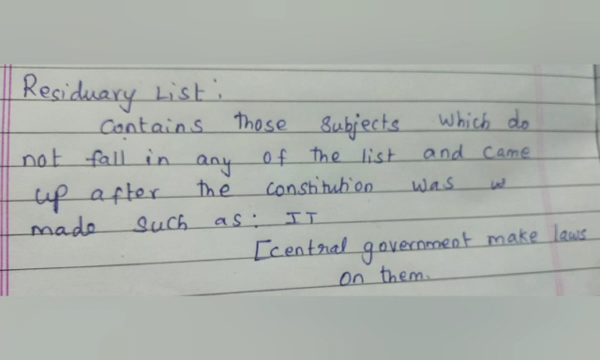 Residuary List:
Contains those subjects which do
not fall in any of the list and came
up after the constitution was w
made such as: IT
[central government make laws
on them.